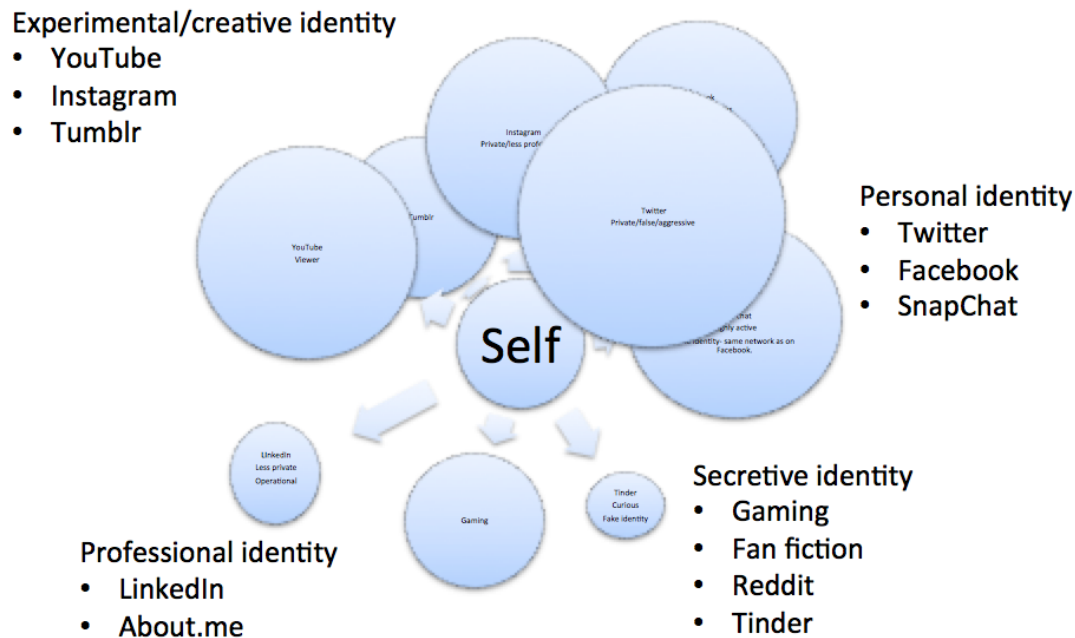 Experimental/creative identity
• YouTube
• Instagram
• Tumblr
Instagram
Private/less
Twitter
Private/false/aggressive
Tumblr
YouTube
Viewer
Personal identity
• Twitter
• Facebook
• SnapChat
active
identity- same network as on
Facebook.
Self
LInkedIn
Less private
Operational
Gaming
Tinder
Curious
Fake identity
Professional identity
• LinkedIn
• About.me
Secretive identity
• Gaming
• Fan fiction
• Reddit
• Tinder